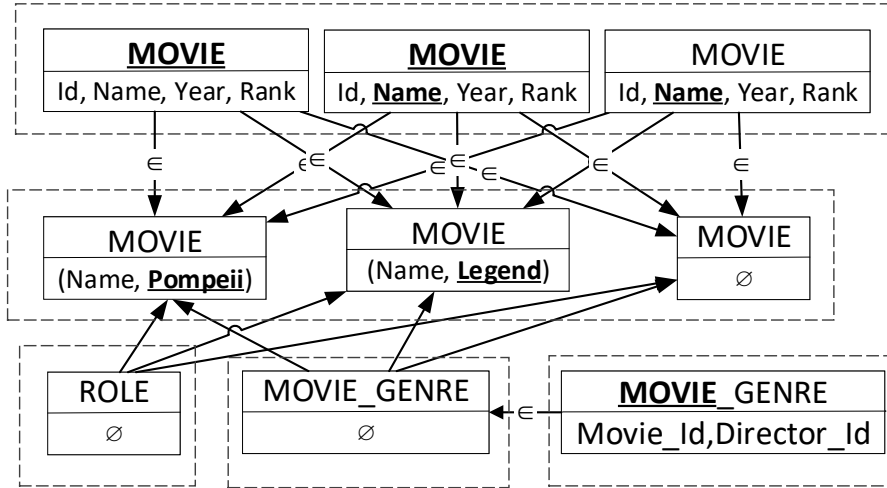 MOVIE
Id, Name, Year, Rank
MOVIE
Id, Name, Year, Rank
MOVIE
Id, Name, Year, Rank
∈ ∈ ∈ ∈ ∈ ∈ ∈ ∈
MOVIE
(Name, Pompeii)
MOVIE
(Name, Legend)
MOVIE
∅
ROLE
∅
MOVIE_GENRE
∅
∈
MOVIE_GENRE
Movie_Id,Director_Id